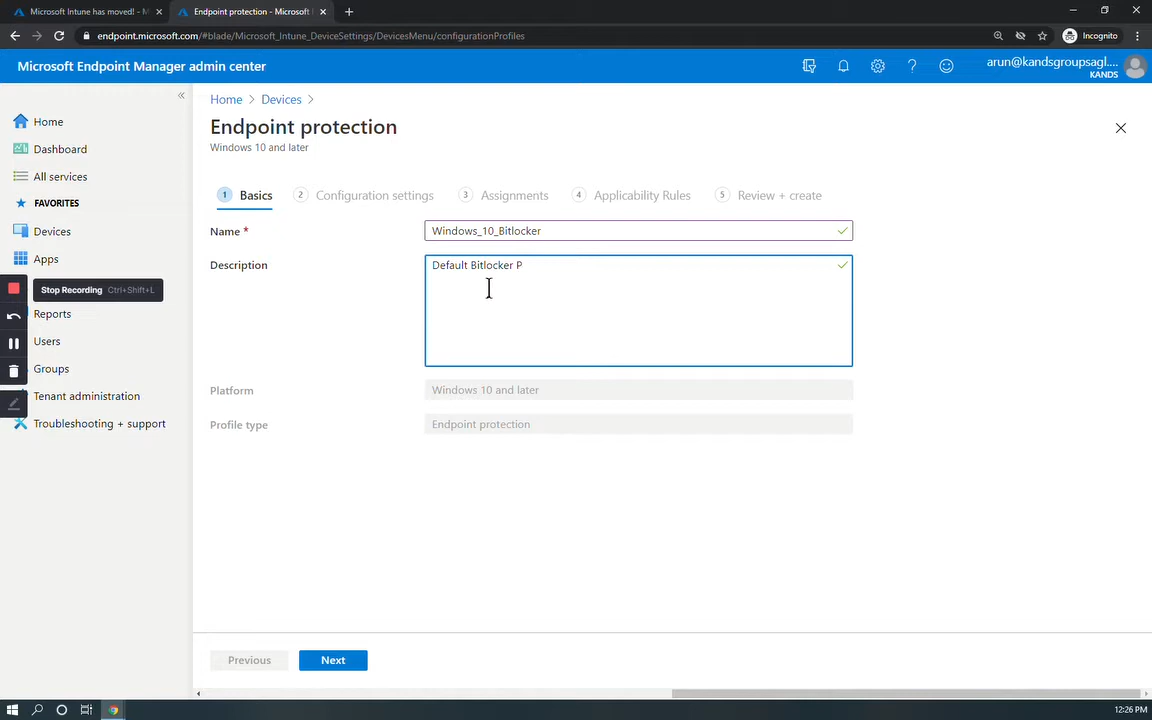 Microsoft Intune has moved! - M
Endpoint protection - Microsoft
endpoint.microsoft.com/#blade/Microsoft_Intune_DeviceSettings/DevicesMenu/configurationProfiles
Incognito
Microsoft Endpoint Manager admin center
arun@kandsgroupsagl....
KANDS
Home
Dashboard
All services
FAVORITES
Devices
Apps
Stop Recording Ctrl+Shift+L
Reports
Users
Groups
Tenant administration
Troubleshooting + support
Home > Devices >
Endpoint protection
Windows 10 and later
1 Basics
2 Configuration settings
3 Assignments
4 Applicability Rules
5 Review + create
Name *
Windows_10_Bitlocker
Description
Default Bitlocker P
Platform
Windows 10 and later
Profile type
Endpoint protection
Previous
Next
12:26 PM